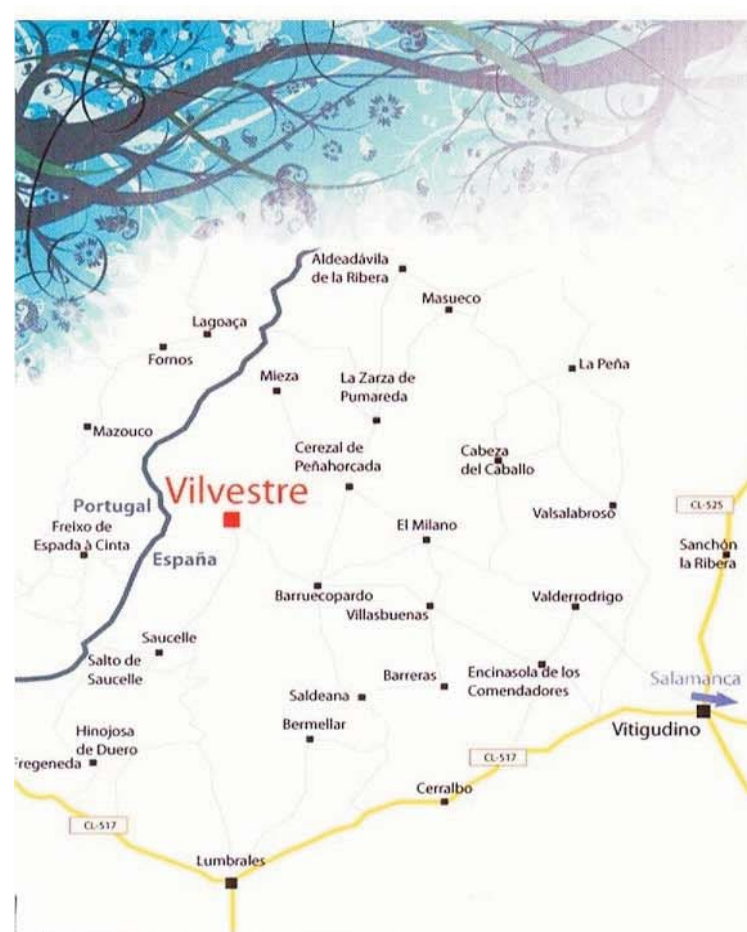 Aldeadávila
de la Ribera
Masueco
Lagoaça
Fornos
Mieza
La Zarza de
Pumareda
La Peña
Mazouco
Cerezal de
Peñahorcada
Cabeza
del Caballo
Vilvestre
Portugal
España
Freixo de
Espada à Cinta
El Milano
Valsalabroso
CL-525
Sanchón
la Ribera
Barruecopardo
Villasbuenas
Valderrodrigo
Saucelle
Salto de
Saucelle
Saldeana
Barreras
Encinasola de los
Comendadores
Salamanca
Vitigudino
Hinojosa
de Duero
Fregeneda
Bermellar
CL-517
Cerralbo
CL-517
Lumbrales